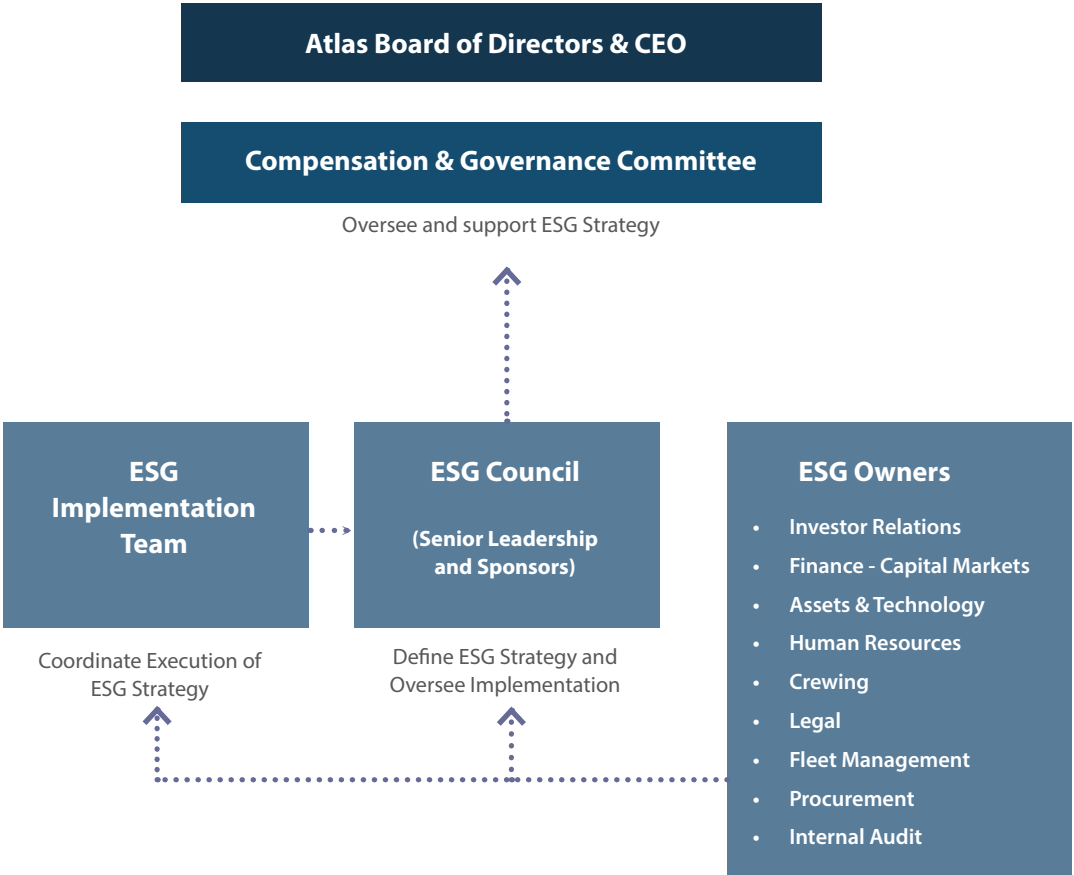 Atlas Board of Directors & CEO
Compensation & Governance Committee
Oversee and support ESG Strategy
ESG
Implementation
Team
Coordinate Execution of
ESG Strategy
ESG Council
(Senior Leadership
and Sponsors)
Define ESG Strategy and
Oversee Implementation
ESG Owners
• Investor Relations
• Finance - Capital Markets
• Assets & Technology
• Human Resources
• Crewing
• Legal
• Fleet Management
• Procurement
• Internal Audit